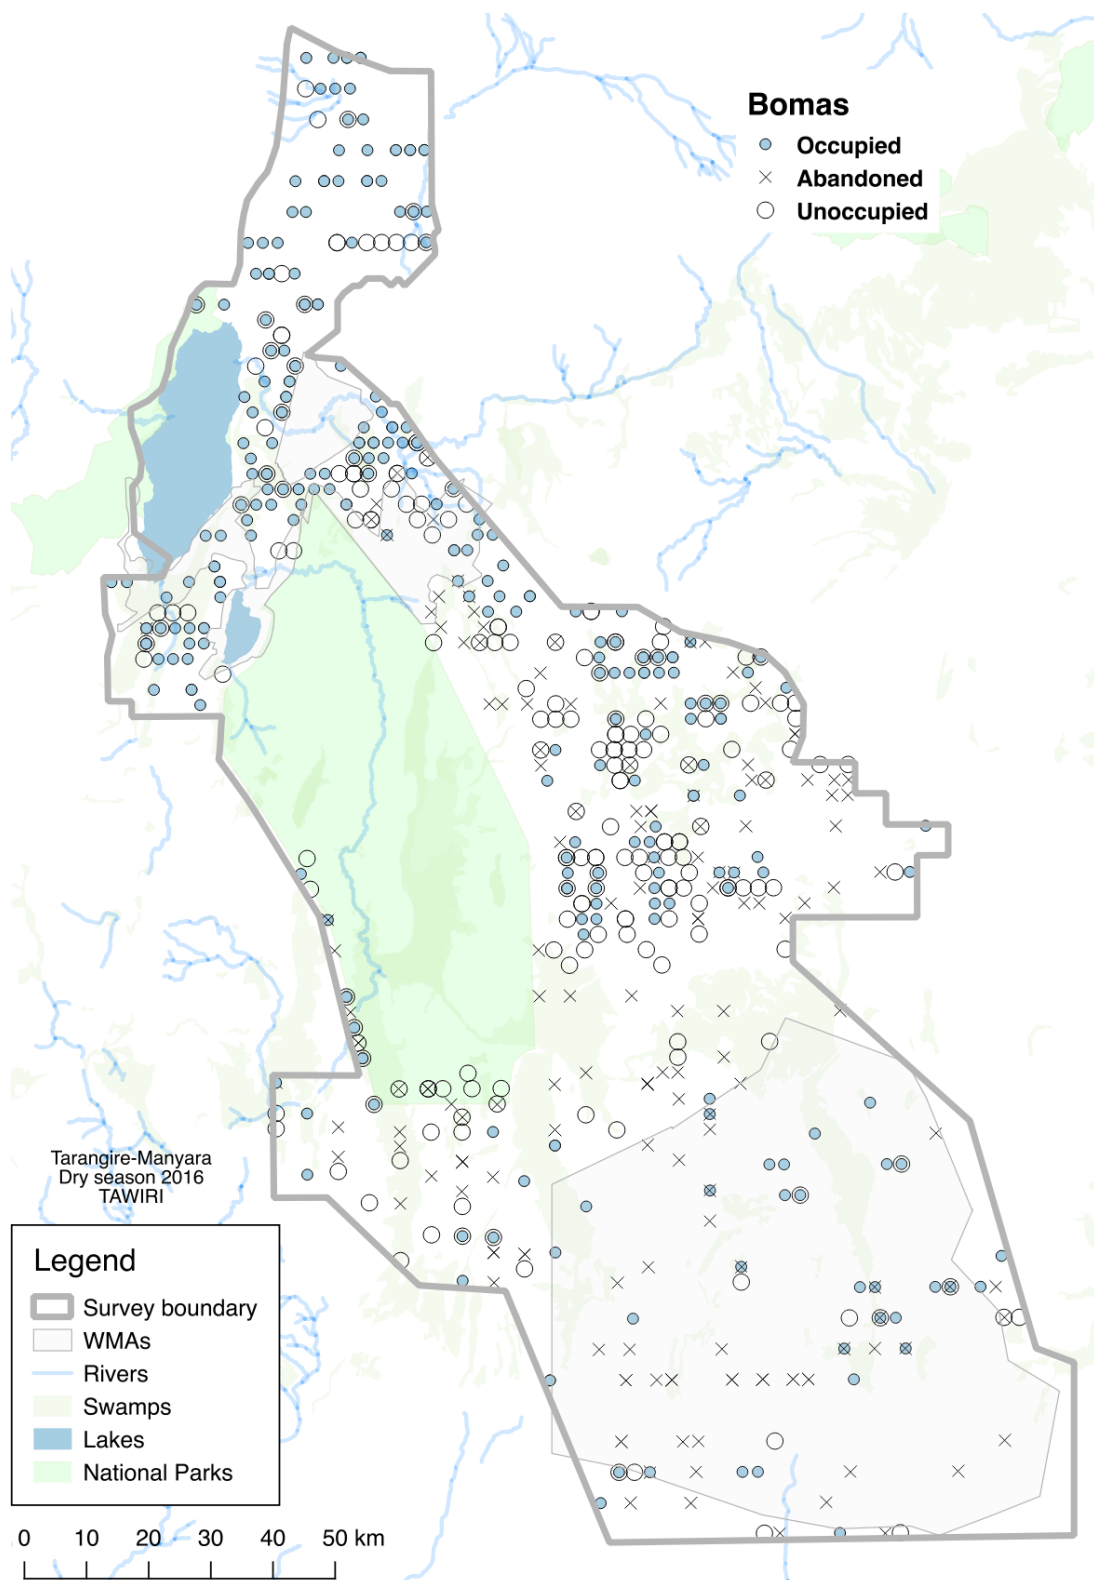 Bomas
Occupied
Abandoned
Unoccupied
Tarangire-Manyara
Dry season 2016
TAWIRI
Legend
Survey boundary
WMAs
Rivers
Swamps
Lakes
National Parks
0 10 20 30 40 50 km